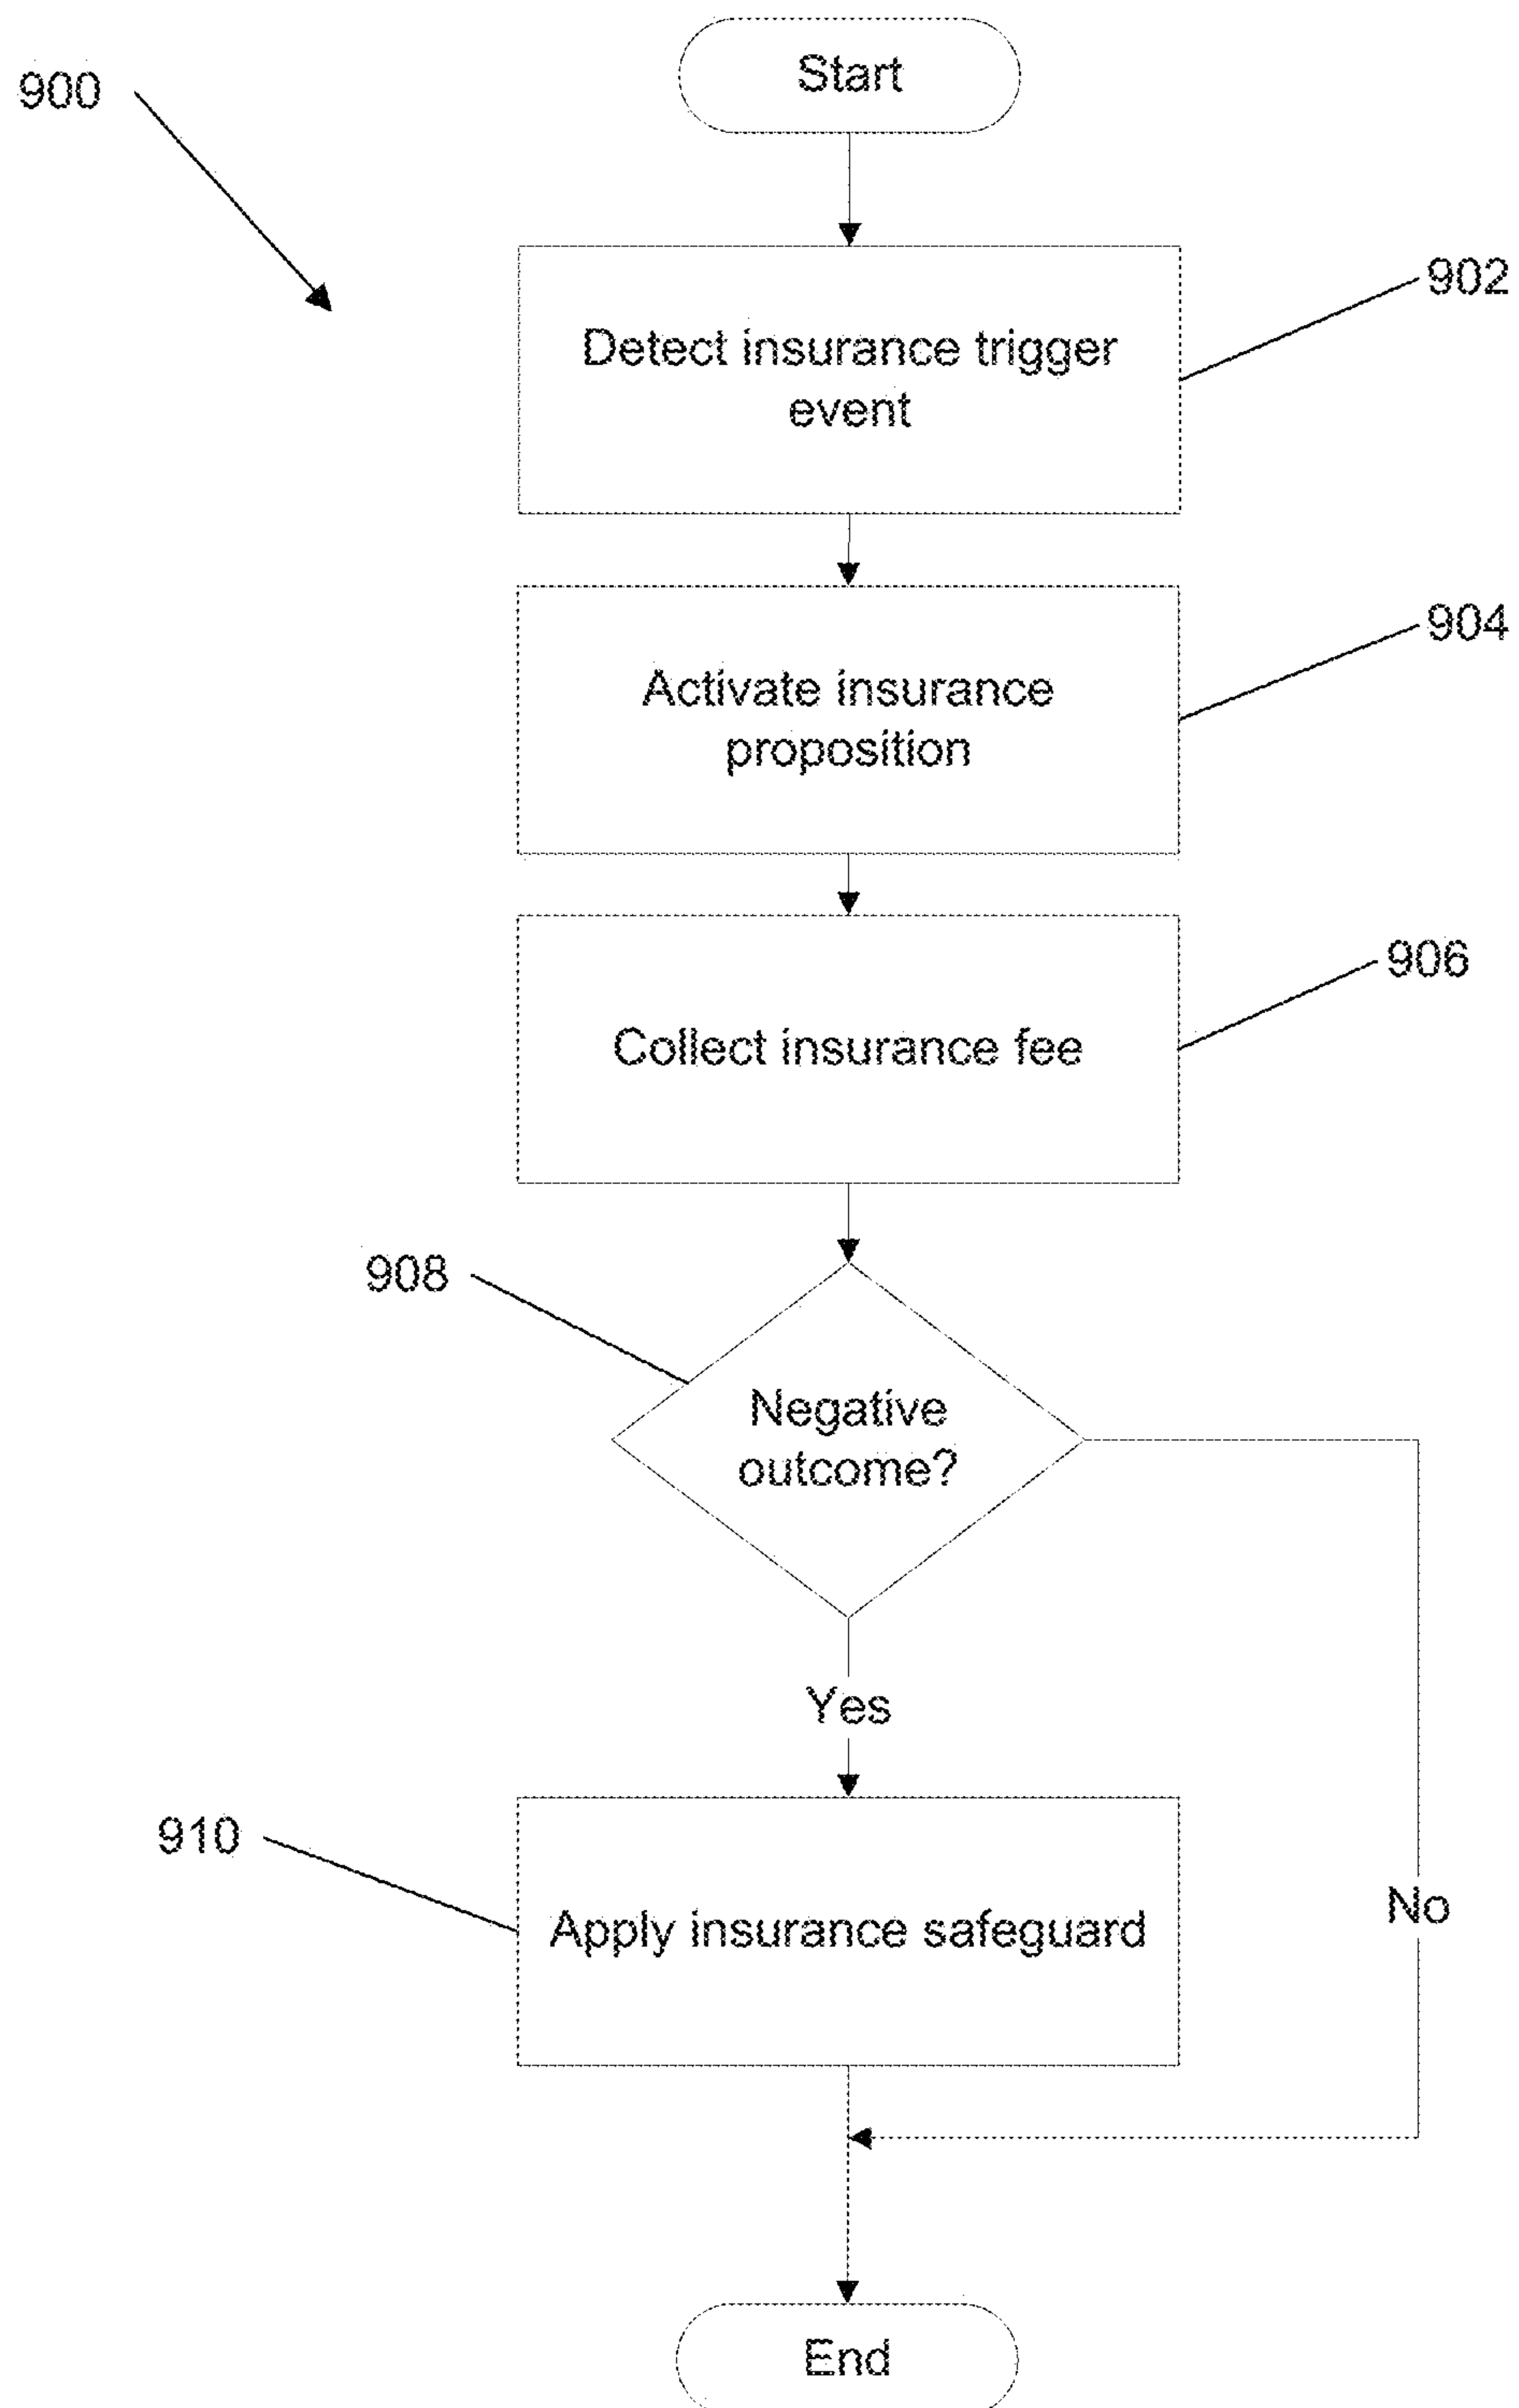 Start
900
902
Detect insurance trigger
event
904
Activate insurance
proposition
906
Collect insurance fee
908
Negative
outcome?
Yes
910
Apply insurance safeguard
No
End